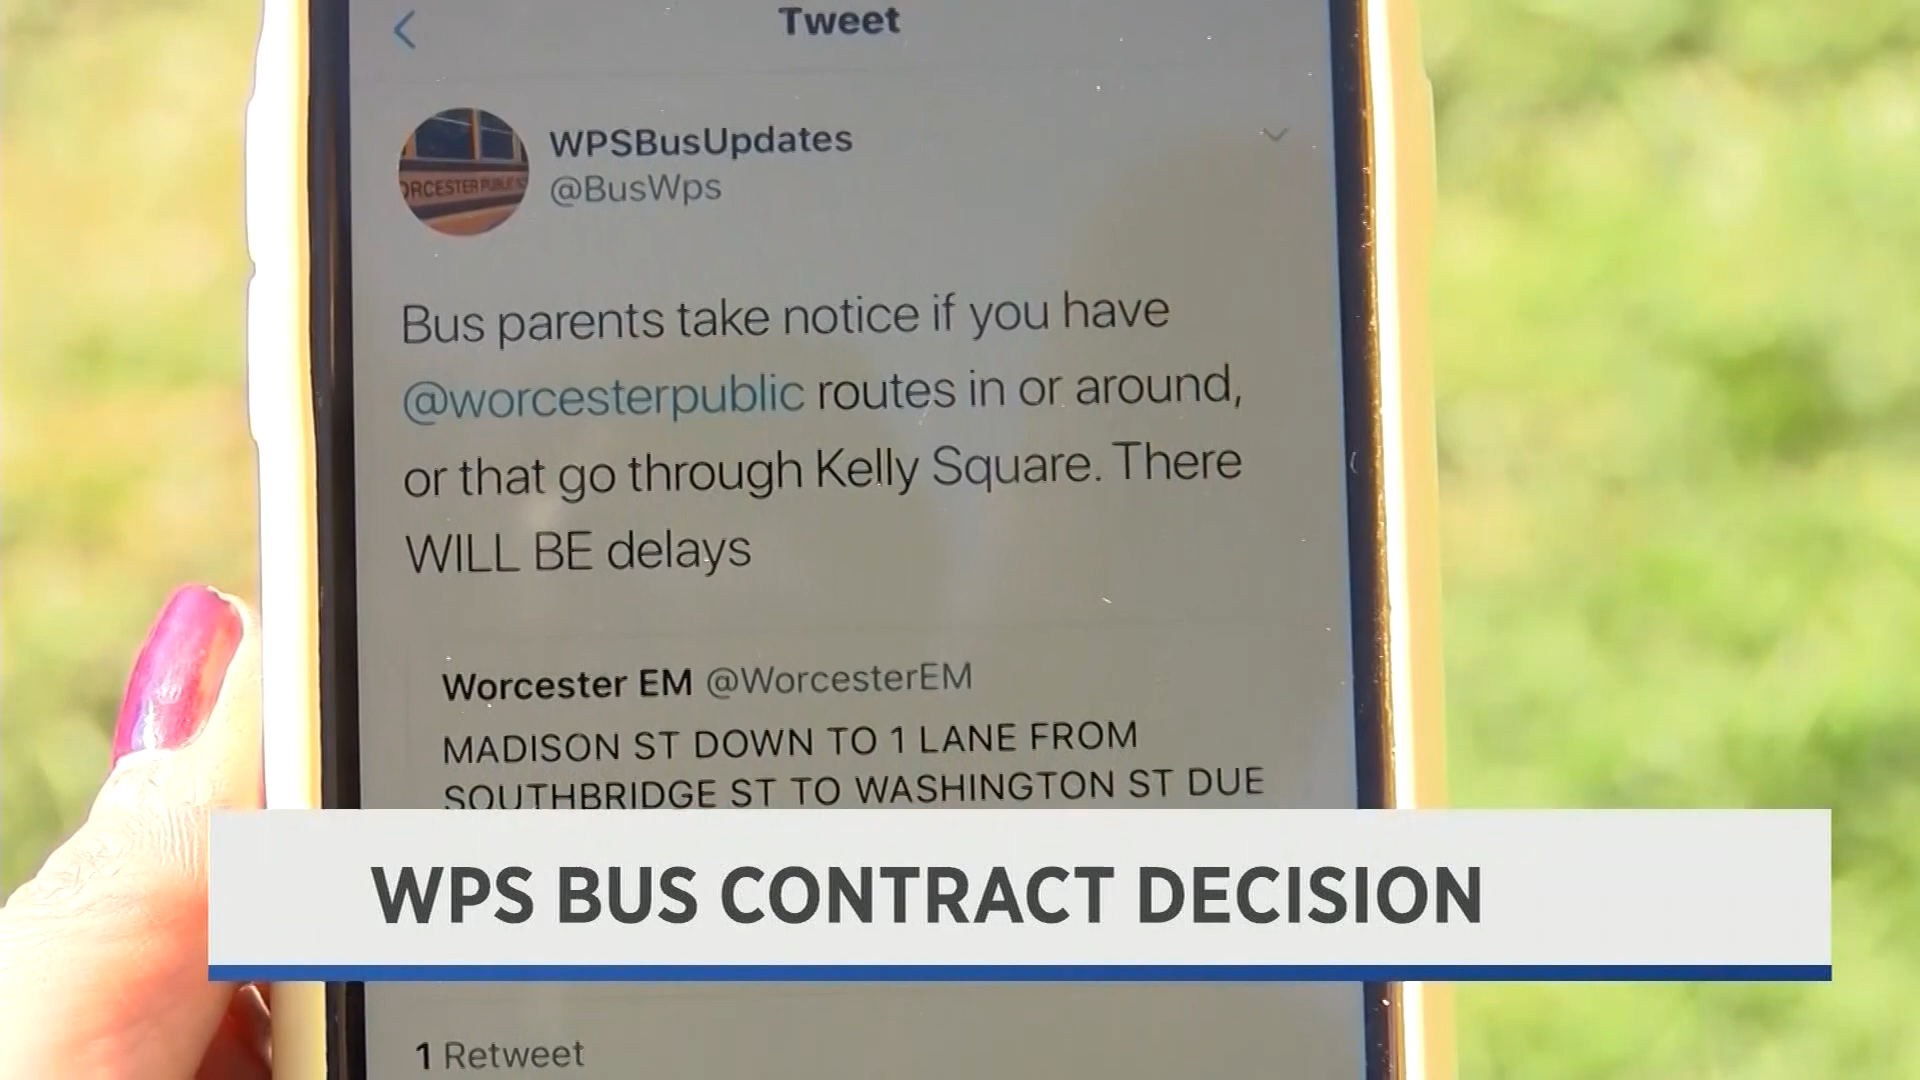 Tweet
WPSBusUpdates
@BusWps
ORCESTER PUBLIC
Bus parents take notice if you have
@worcesterpublic routes in or around,
or that go through Kelly Square. There
WILL BE delays
Worcester EM @WorcesterEM
MADISON ST DOWN TO 1 LANE FROM
SOUTHBRIDGE ST TO WASHINGTON ST DUE
WPS BUS CONTRACT DECISION
1 Retweet